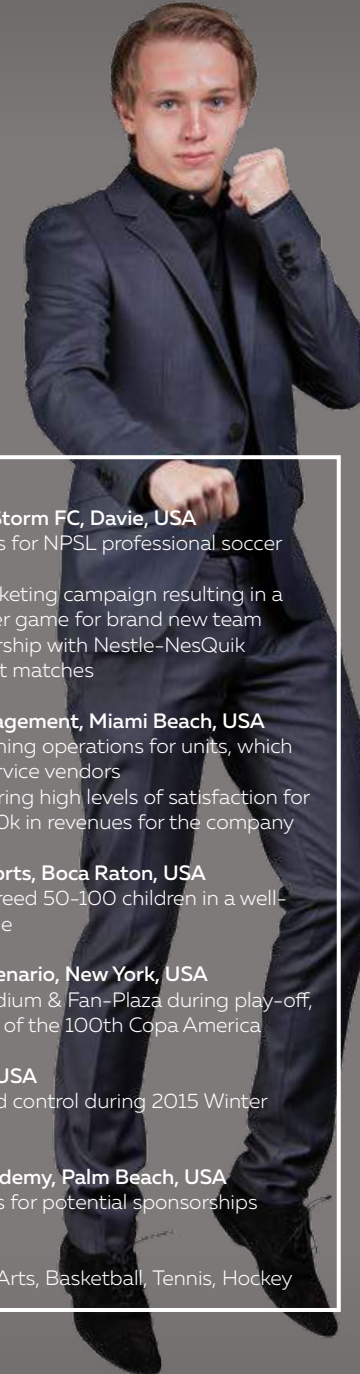 Storm FC, Davie, USA
s for NPSL professional soccer
keting campaign resulting in a
er game for brand new team
ership with Nestle-NesQuik
t matches
agement, Miami Beach, USA
ning operations for units, which
rvice vendors
ring high levels of satisfaction for
0k in revenues for the company
orts, Boca Raton, USA
reed 50-100 children in a well-
e
enario, New York, USA
dium & Fan-Plaza during play-off,
of the 100th Copa America
USA
d control during 2015 Winter
demy, Palm Beach, USA
s for potential sponsorships
Arts, Basketball, Tennis, Hockey